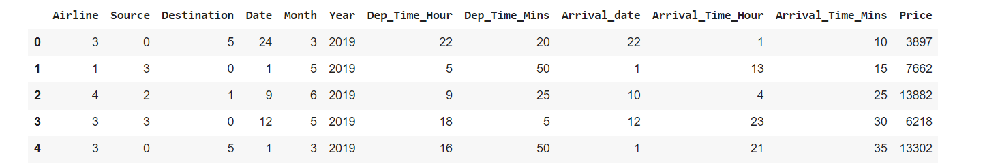 Airline Source Destination Date Month Year Dep_Time_Hour Dep_Time_Mins Arrival_date Arrival_Time_Hour Arrival_Time_Mins Price
0 3 0 5 24 3 2019 22 20 22 1 10 3897
1 1 3 0 1 5 2019 5 50 1 13 15 7662
2 4 2 1 9 6 2019 9 25 10 4 25 13882
3 3 3 0 12 5 2019 18 5 12 23 30 6218
4 3 0 5 1 3 2019 16 50 1 21 35 13302